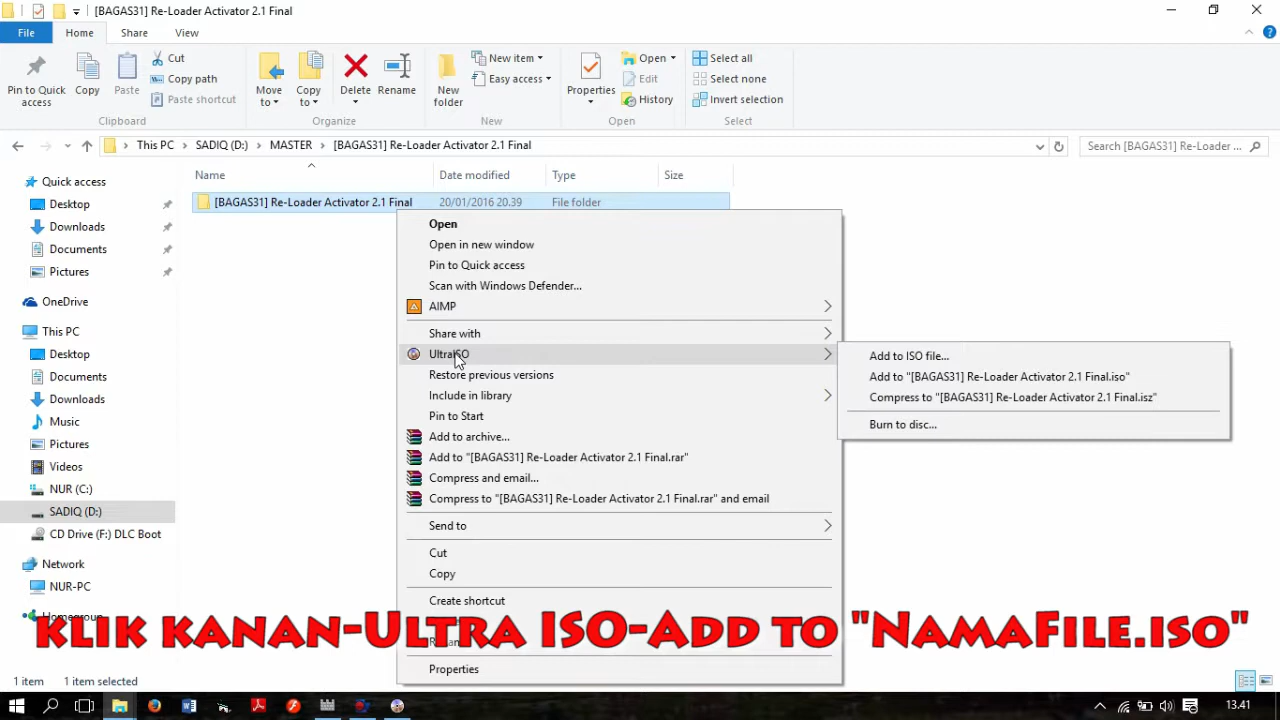 [BAGAS31] Re-Loader Activator 2.1 Final
File Home Share View
Pin to Quick access
Copy
Paste
Cut
Copy path
Paste shortcut
Clipboard
Move to
Copy to
Delete
Rename
Organize
New folder
New item
Easy access
New
Properties
Open
Edit
History
Open
Select all
Select none
Invert selection
Select
This PC > SADIQ (D:) > MASTER > [BAGAS31] Re-Loader Activator 2.1 Final
Search [BAGAS31] Re-Loader ...
Name Date modified Type Size
[BAGAS31] Re-Loader Activator 2.1 Final 20/01/2016 20.39 File folder
Quick access
Desktop
Downloads
Documents
Pictures
OneDrive
This PC
Desktop
Documents
Downloads
Music
Pictures
Videos
NUR (C:)
SADIQ (D:)
CD Drive (F:) DLC Boot
Network
NUR-PC
Homegroup
Open
Open in new window
Pin to Quick access
Scan with Windows Defender...
AIMP
Share with
UltraISO
Restore previous versions
Include in library
Pin to Start
Add to archive...
Add to "[BAGAS31] Re-Loader Activator 2.1 Final.rar"
Compress and email...
Compress to "[BAGAS31] Re-Loader Activator 2.1 Final.rar" and email
Send to
Cut
Copy
Create shortcut
Properties
Add to ISO file...
Add to "[BAGAS31] Re-Loader Activator 2.1 Final.iso"
Compress to "[BAGAS31] Re-Loader Activator 2.1 Final.isz"
Burn to disc...
klik kanan-Ultra ISO-Add to "NamaFile.iso"
1 item 1 item selected
13.41